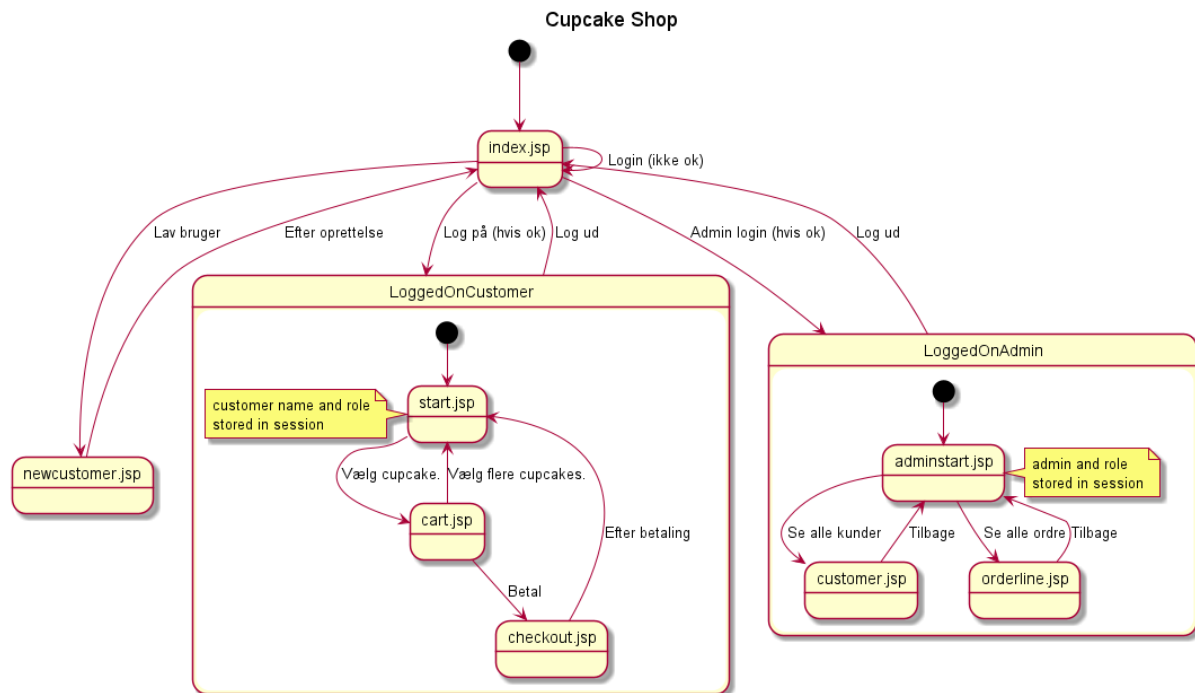 Cupcake Shop
index.jsp
Login (ikke ok)
Lav bruger
Efter oprettelse
Log på (hvis ok)
Log ud
Admin login (hvis ok)
Log ud
LoggedOnCustomer
LoggedOnAdmin
customer name and role
stored in session
start.jsp
adminstart.jsp
admin and role
stored in session
newcustomer.jsp
Vælg cupcake.
Vælg flere cupcakes.
cart.jsp
Efter betaling
Se alle kunder
Tilbage
Se alle ordre
Tilbage
customer.jsp
orderline.jsp
Betal
checkout.jsp